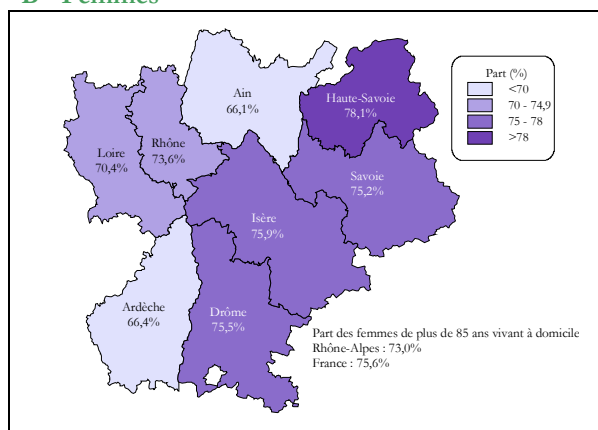 B - Femmes
Part (%)
<70
70 - 74,9
75 - 78
>78
Ain
66,1%
Haute-Savoie
78,1%
Rhône
73,6%
Loire
70,4%
Savoie
75,2%
Isère
75,9%
Ardèche
66,4%
Drôme
75,5%
Part des femmes de plus de 85 ans vivant à domicile
Rhône-Alpes : 73,0%
France : 75,6%